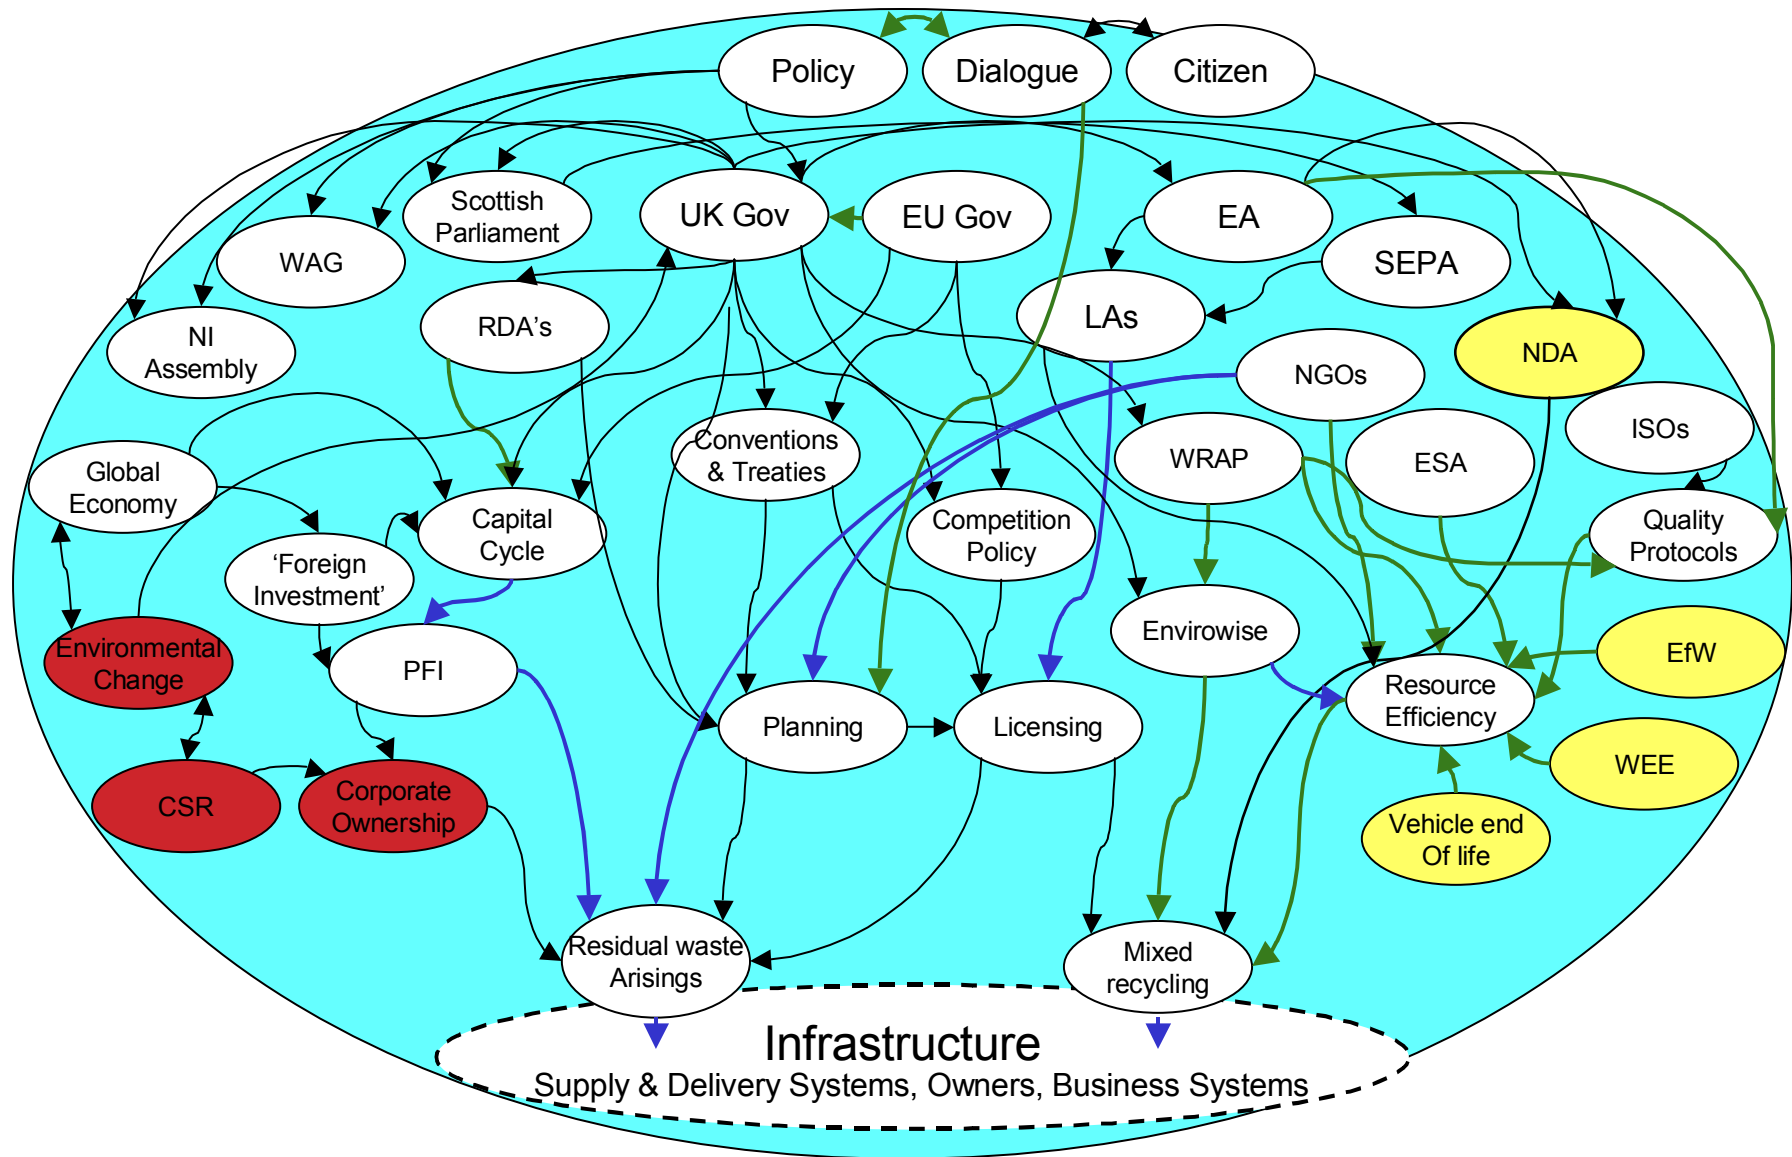 Policy
Dialogue
Citizen
Scottish
Parliament
UK Gov
EU Gov
EA
WAG
SEPA
NI
Assembly
RDA's
LAs
NDA
NGOs
ISOs
Global
Economy
Conventions
& Treaties
WRAP
ESA
Capital
Cycle
Competition
Policy
Quality
Protocols
'Foreign
Investment'
Environmental
Change
PFI
Envirowise
EfW
Planning
Licensing
Resource
Efficiency
WEE
CSR
Corporate
Ownership
Vehicle end
Of life
Residual waste
Arisings
Mixed
recycling
Infrastructure
Supply & Delivery Systems, Owners, Business Systems